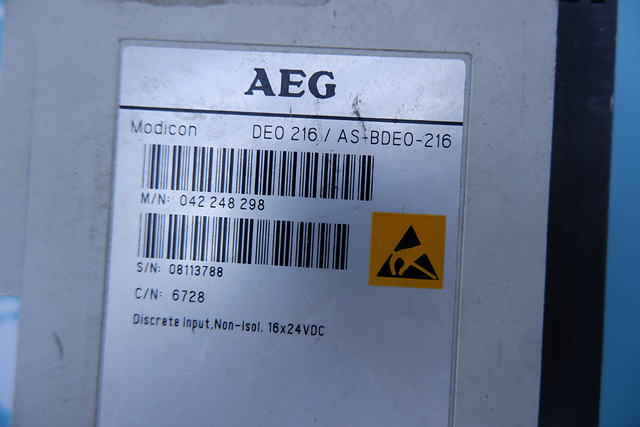 AEG
Modicon DEO 216 / AS-BDEO-216
M/N: 042 248 298
S/N: 08113788
C/N: 6728
Discrete Input,Non-Isol. 16x24VDC